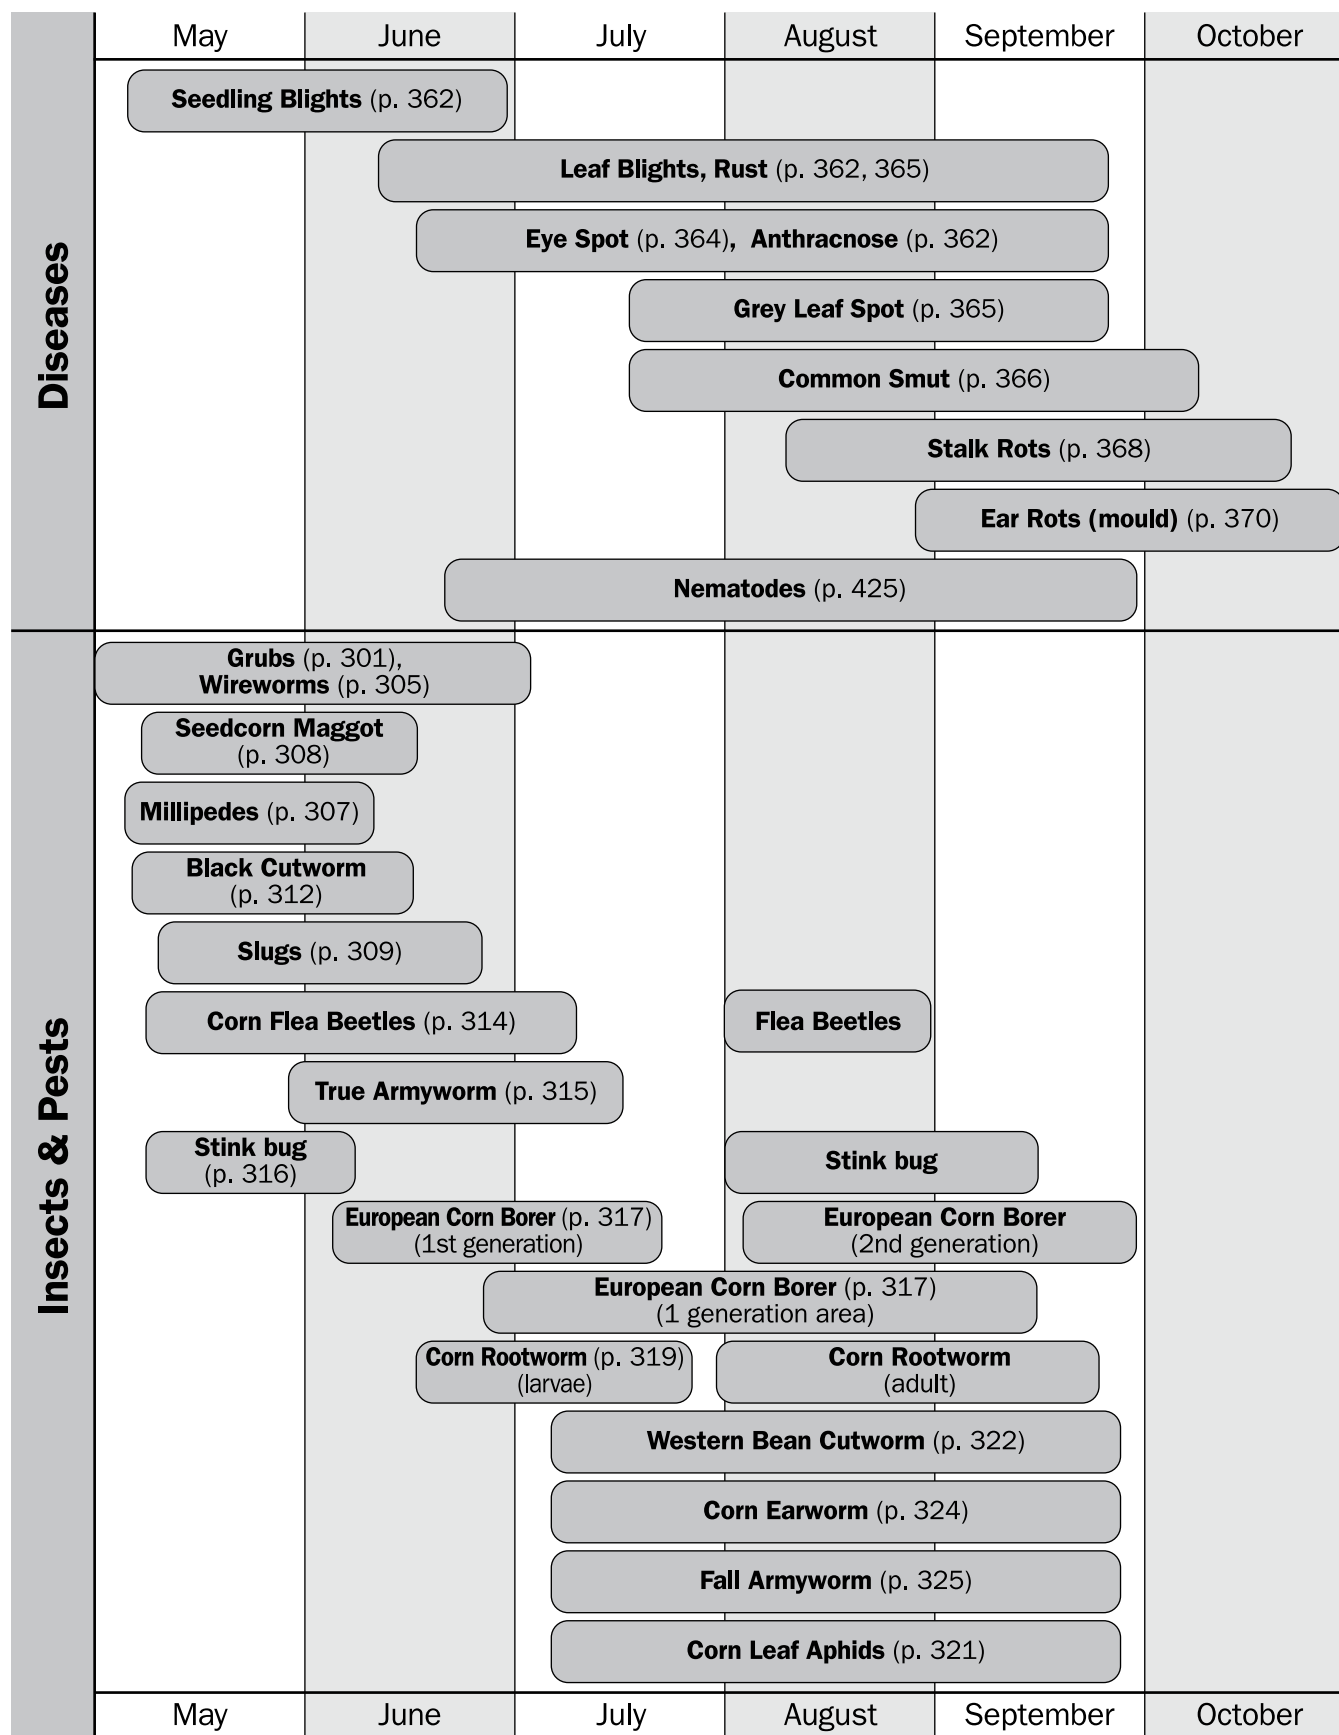 May June July August September October
Diseases
Seedling Blights (p. 362)
Leaf Blights, Rust (p. 362, 365)
Eye Spot (p. 364), Anthracnose (p. 362)
Grey Leaf Spot (p. 365)
Common Smut (p. 366)
Stalk Rots (p. 368)
Ear Rots (mould) (p. 370)
Nematodes (p. 425)
Insects & Pests
Grubs (p. 301),
Wireworms (p. 305)
Seedcorn Maggot
(p. 308)
Millipedes (p. 307)
Black Cutworm
(p. 312)
Slugs (p. 309)
Corn Flea Beetles (p. 314)
Flea Beetles
True Armyworm (p. 315)
Stink bug
(p. 316)
Stink bug
European Corn Borer (p. 317)
(1st generation)
European Corn Borer
(2nd generation)
European Corn Borer (p. 317)
(1 generation area)
Corn Rootworm (p. 319)
(larvae)
Corn Rootworm
(adult)
Western Bean Cutworm (p. 322)
Corn Earworm (p. 324)
Fall Armyworm (p. 325)
Corn Leaf Aphids (p. 321)
May June July August September October